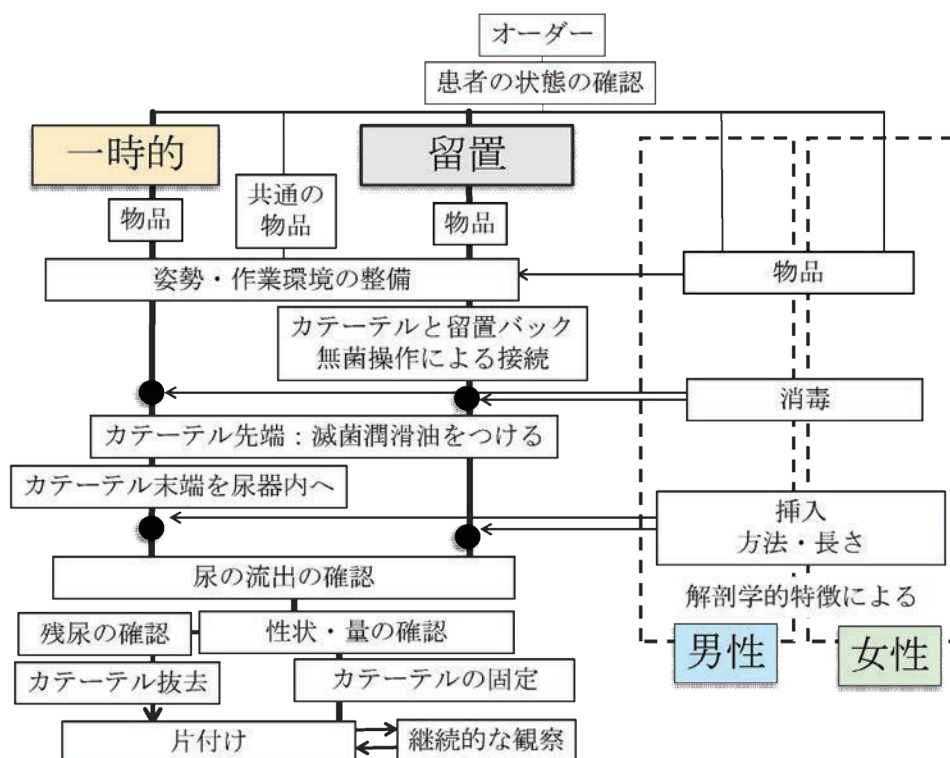 オーダー
患者の状態の確認
一時的
留置
物品
共通の
物品
物品
姿勢・作業環境の整備
物品
カテーテルと留置バック
無菌操作による接続
消毒
カテーテル先端：滅菌潤滑油をつける
カテーテル末端を尿器内へ
挿入
方法・長さ
尿の流出の確認
解剖学的特徴による
残尿の確認
性状・量の確認
男性
女性
カテーテル抜去
カテーテルの固定
片付け
継続的な観察